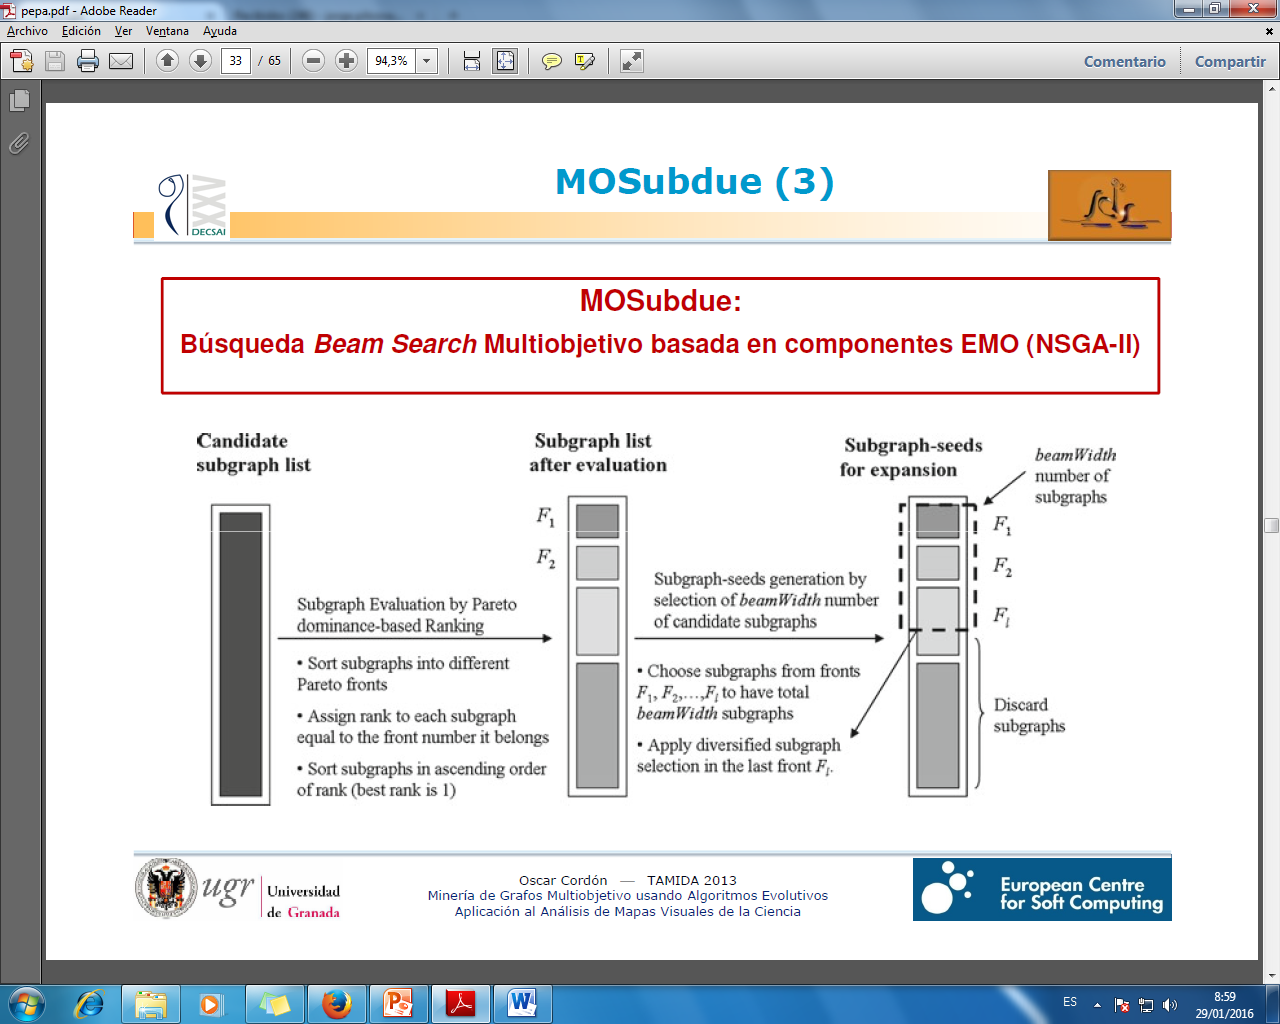 pepa.pdf - Adobe Reader
Archivo Edición Ver Ventana Ayuda
33 / 65 94,3% Comentario Compartir
MOSubdue (3)
DECSAI
MOSubdue:
Búsqueda Beam Search Multiobjetivo basada en componentes EMO (NSGA-II)
Candidate
subgraph list
Subgraph Evaluation by Pareto
dominance-based Ranking
• Sort subgraphs into different
Pareto fronts
• Assign rank to each subgraph
equal to the front number it belongs
• Sort subgraphs in ascending order
of rank (best rank is 1)
Subgraph list
after evaluation
F1
F2
Subgraph-seeds generation by
selection of beamWidth number
of candidate subgraphs
• Choose subgraphs from fronts
F1, F2,…,Fl to have total
beamWidth subgraphs
• Apply diversified subgraph
selection in the last front Fl.
Subgraph-seeds
for expansion
beamWidth
number of
subgraphs
F1
F2
Fl
Discard
subgraphs
ugr Universidad
de Granada
Oscar Cordón — TAMIDA 2013
Minería de Grafos Multiobjetivo usando Algoritmos Evolutivos
Aplicación al Análisis de Mapas Visuales de la Ciencia
European Centre
for Soft Computing
ES 8:59
29/01/2016